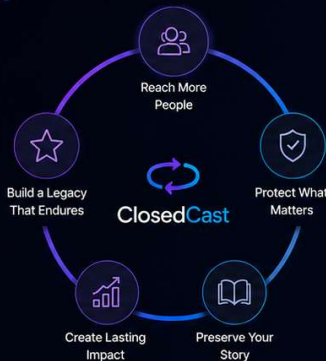 Reach More
People
Protect What
Matters
Preserve Your
Story
Create Lasting
Impact
Build a Legacy
That Endures
ClosedCast